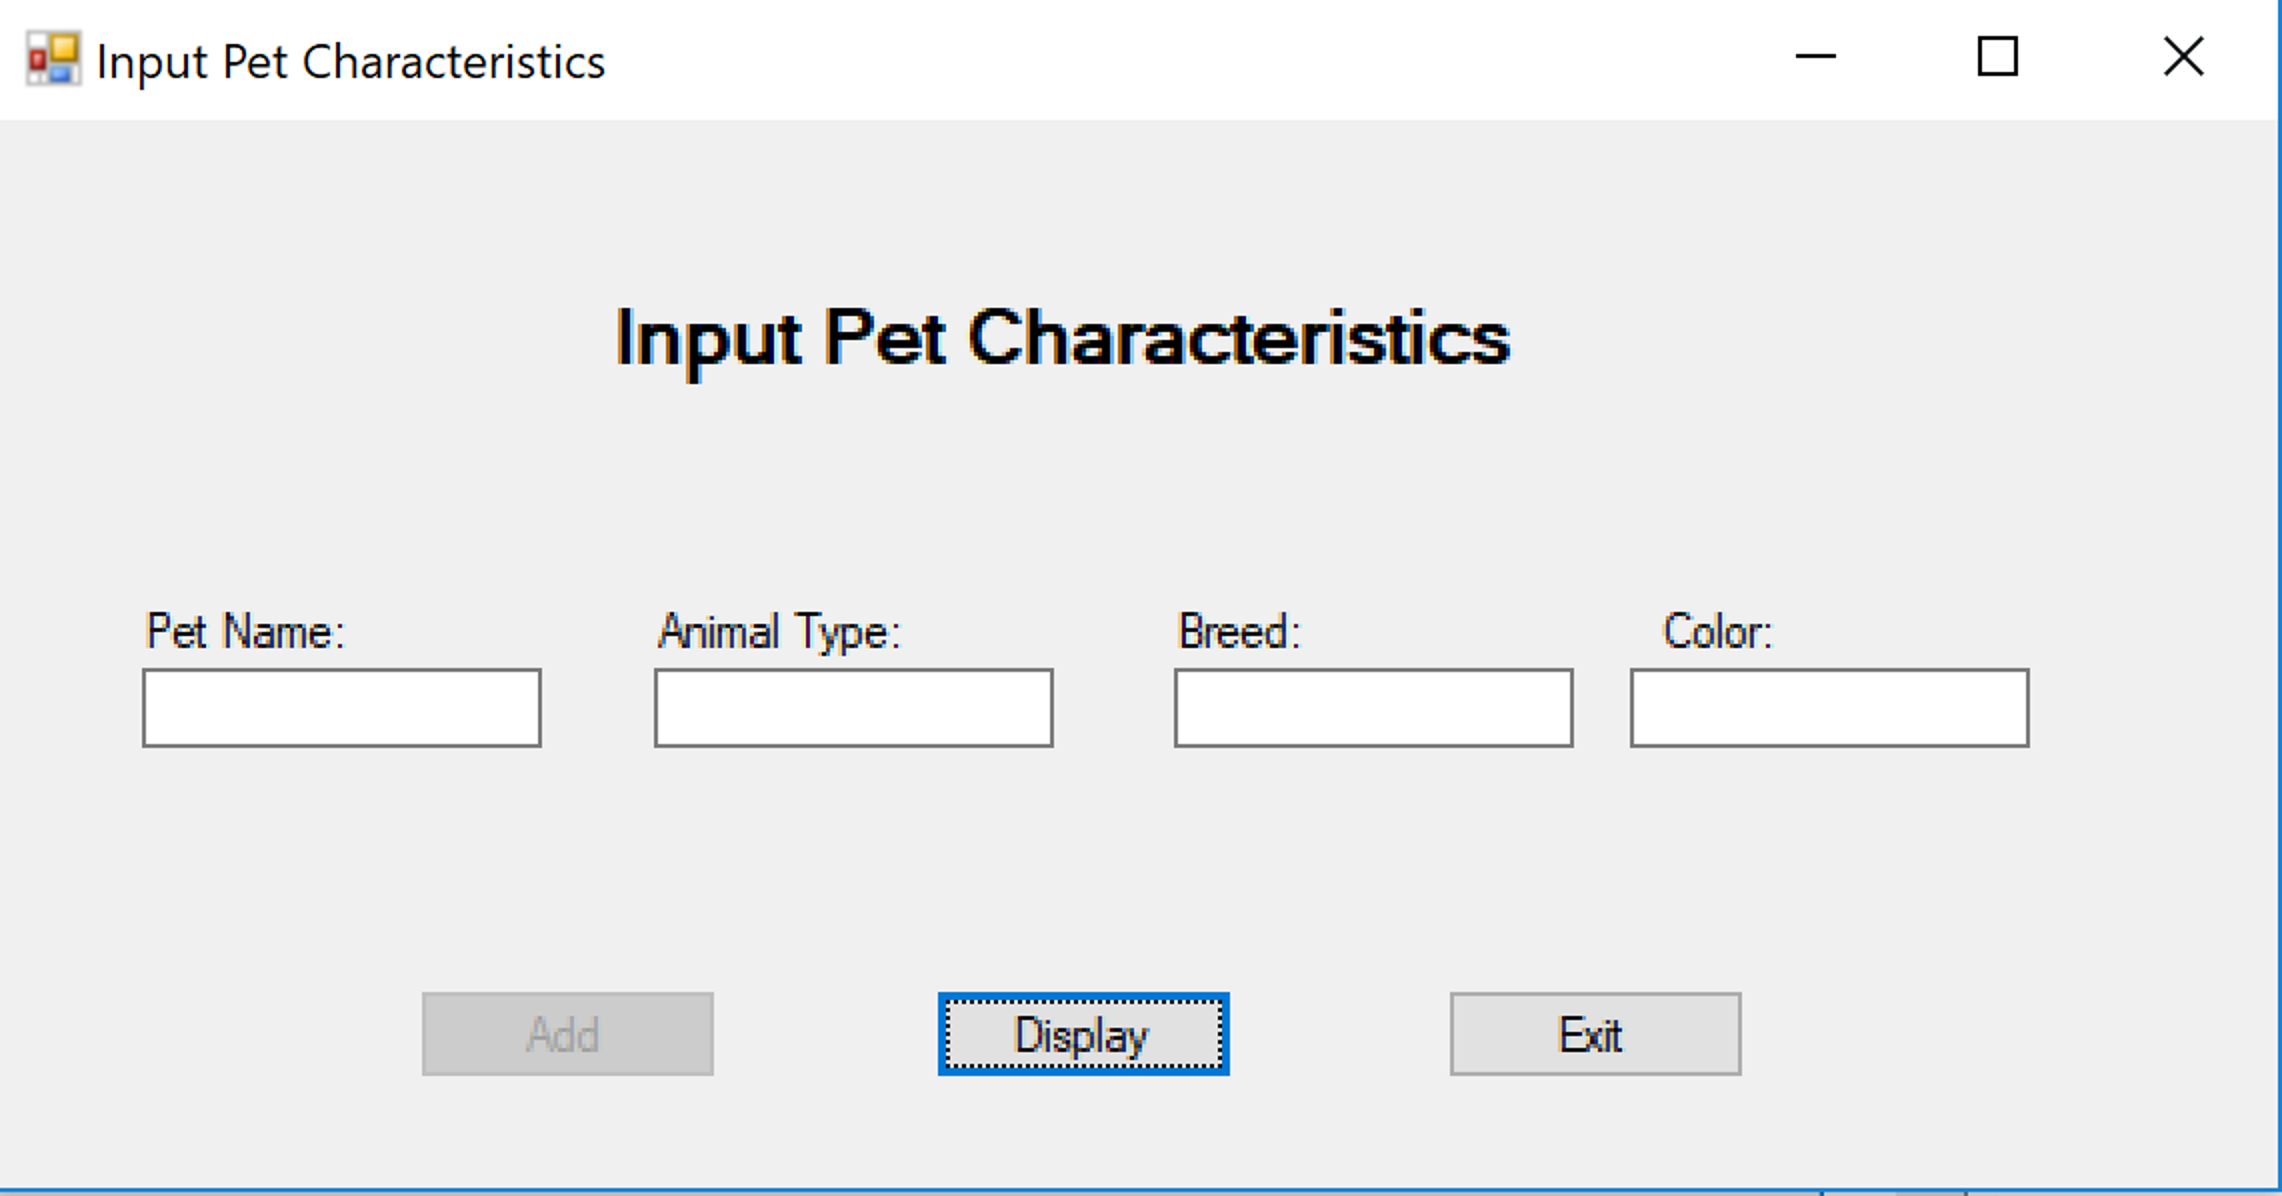 Input Pet Characteristics
Input Pet Characteristics
Pet Name: Animal Type: Breed: Color:
Add Display Exit